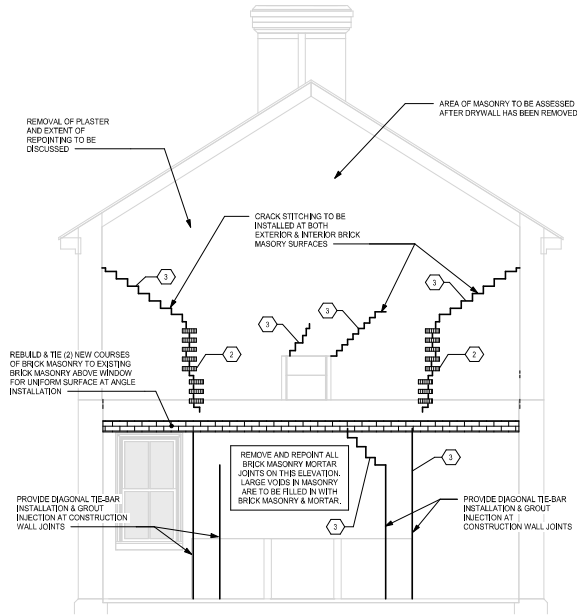 REMOVAL OF PLASTER
AND EXTENT OF
REPOINTING TO BE
DISCUSSED
AREA OF MASONRY TO BE ASSESSED
AFTER DRYWALL HAS BEEN REMOVED
CRACK STITCHING TO BE
INSTALLED AT BOTH
EXTERIOR & INTERIOR BRICK
MASORY SURFACES
3
3
3
3
2
2
REBUILD & TIE (2) NEW COURSES
OF BRICK MASONRY TO EXISTING
BRICK MASONRY ABOVE WINDOW
FOR UNIFORM SURFACE AT ANGLE
INSTALLATION
REMOVE AND REPOINT ALL
BRICK MASONRY MORTAR
JOINTS ON THIS ELEVATION.
LARGE VOIDS IN MASONRY
ARE TO BE FILLED IN WITH
BRICK MASONRY & MORTAR.
3
3
PROVIDE DIAGONAL TIE-BAR
INSTALLATION & GROUT
INJECTION AT CONSTRUCTION
WALL JOINTS
PROVIDE DIAGONAL TIE-BAR
INSTALLATION & GROUT
INJECTION AT
CONSTRUCTION WALL JOINTS